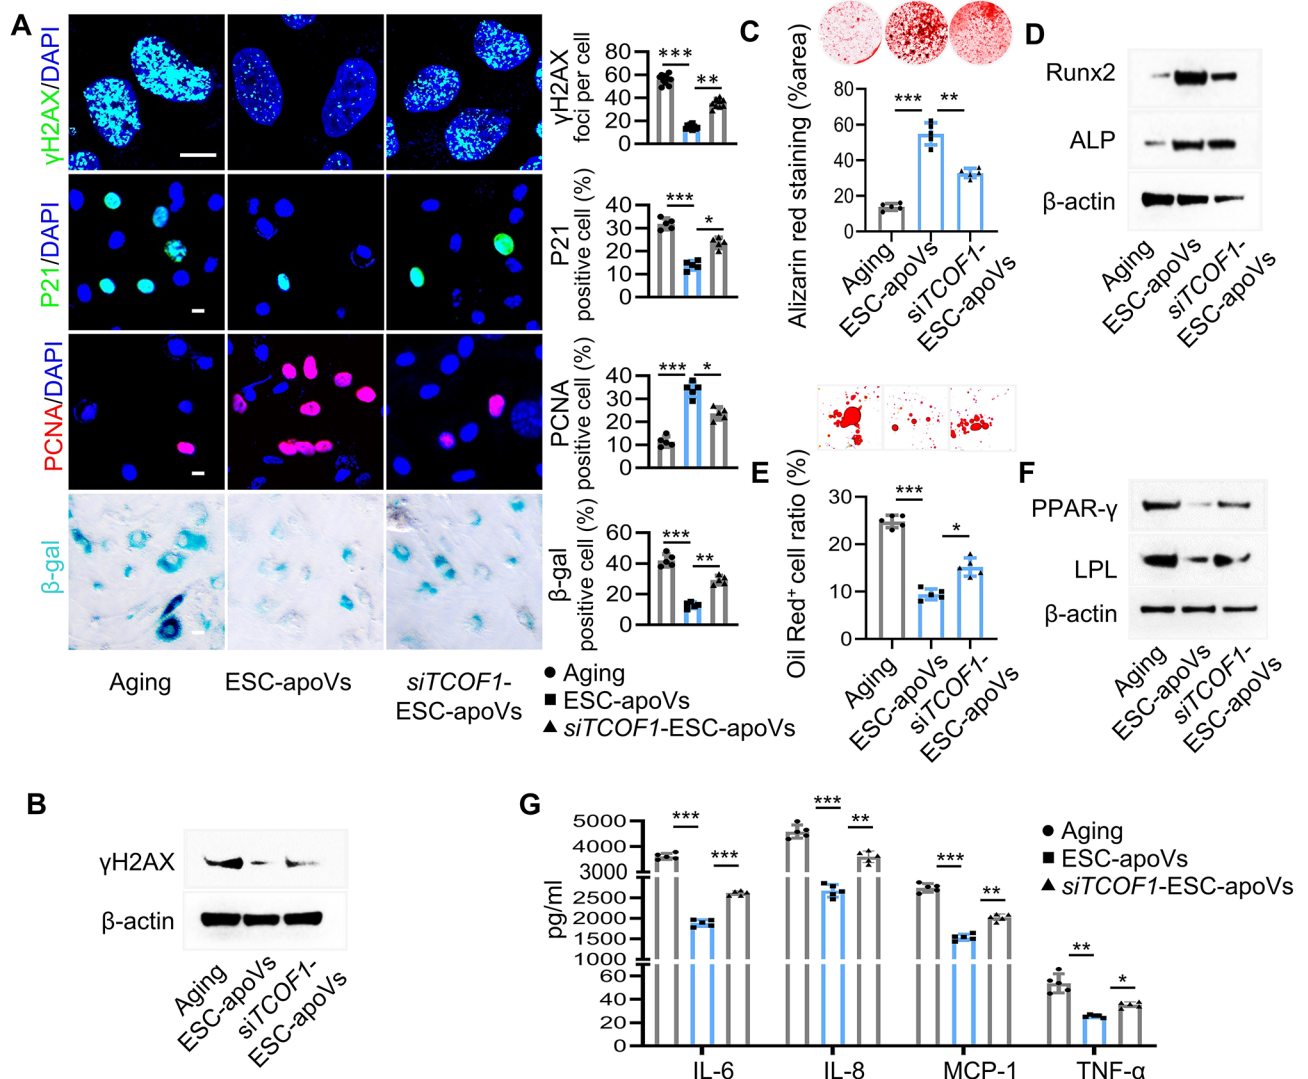 A
γH2AX/DAPI
P21/DAPI
PCNA/DAPI
β-gal
Aging
ESC-apoVs
siTCOF1-
ESC-apoVs
γH2AX
foci per cell
80
60
40
20
0
***
**
P21
positive cell (%)
40
30
20
10
0
***
*
PCNA
positive cell (%)
40
30
20
10
0
***
*
β-gal
positive cell (%)
60
40
20
0
***
**
Aging
ESC-apoVs
siTCOF1-ESC-apoVs
B
γH2AX
β-actin
Aging
ESC-apoVs
siTCOF1-
ESC-apoVs
C
Alizarin red staining (%area)
80
60
40
20
0
***
**
Aging
ESC-apoVs
siTCOF1-
ESC-apoVs
D
Runx2
ALP
β-actin
Aging
ESC-apoVs
siTCOF1-
ESC-apoVs
E
Oil Red+ cell ratio (%)
30
20
10
0
***
*
Aging
ESC-apoVs
siTCOF1-
ESC-apoVs
F
PPAR-γ
LPL
β-actin
Aging
ESC-apoVs
siTCOF1-
ESC-apoVs
G
pg/ml
5000
4000
3000
2500
2000
1500
1000
60
40
20
0
***
***
***
**
***
**
**
*
IL-6
IL-8
MCP-1
TNF-α
Aging
ESC-apoVs
siTCOF1-ESC-apoVs